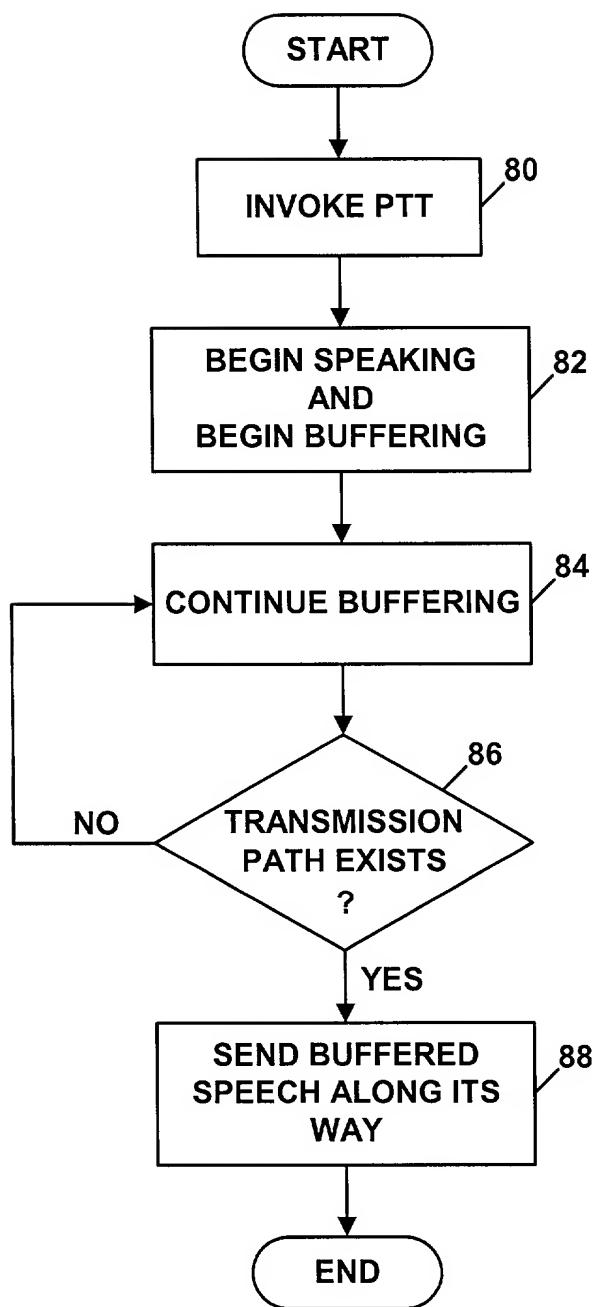 START
80
INVOKE PTT
82
BEGIN SPEAKING
AND
BEGIN BUFFERING
84
CONTINUE BUFFERING
86
NO
TRANSMISSION
PATH EXISTS
?
YES
88
SEND BUFFERED
SPEECH ALONG ITS
WAY
END